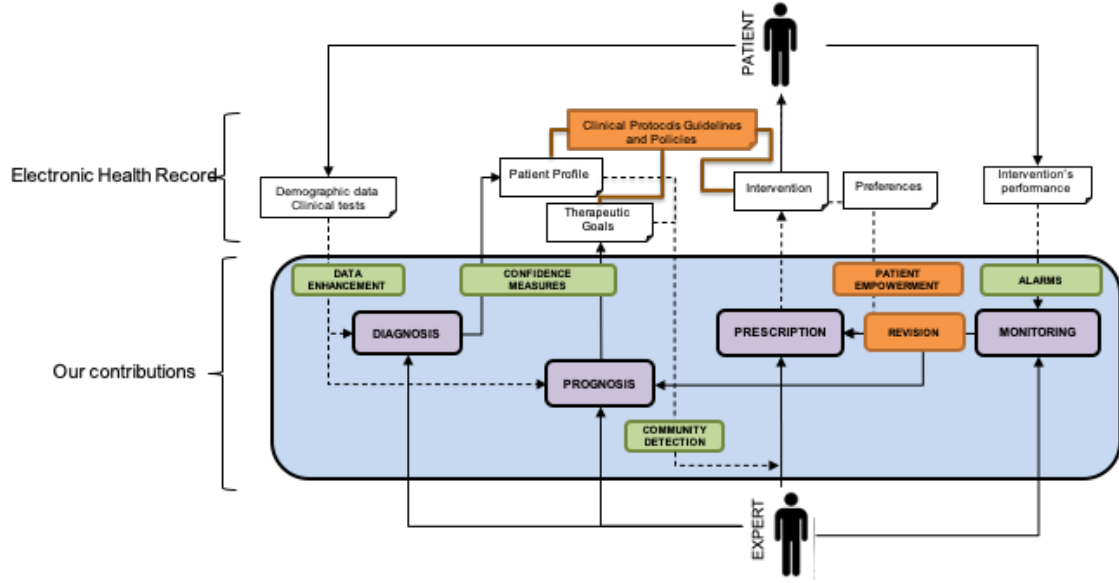 PATIENT
Clinical Protocols Guidelines
and Policies
Electronic Health Record
Patient Profile
Demographic data
Clinical tests
Intervention
Preferences
Intervention's
performance
Therapeutic
Goals
DATA
ENHANCEMENT
CONFIDENCE
MEASURES
PATIENT
EMPOWERMENT
ALARMS
DIAGNOSIS
PRESCRIPTION
REVISION
MONITORING
Our contributions
PROGNOSIS
COMMUNITY
DETECTION
EXPERT